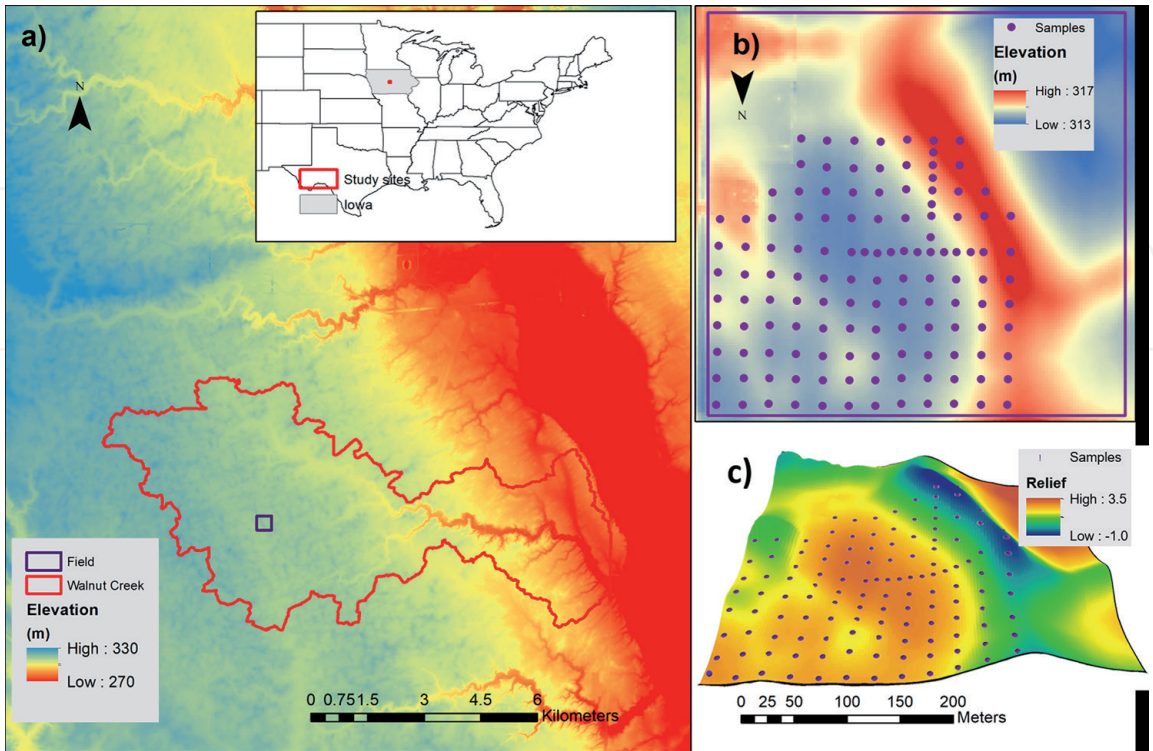 a)
N
Study sites
Iowa
Field
Walnut Creek
Elevation
(m)
High : 330
Low : 270
0 0.75 1.5 3 4.5 6
Kilometers
b)
N
Samples
Elevation
(m)
High : 317
Low : 313
c)
Samples
Relief
High : 3.5
Low : -1.0
0 25 50 100 150 200
Meters